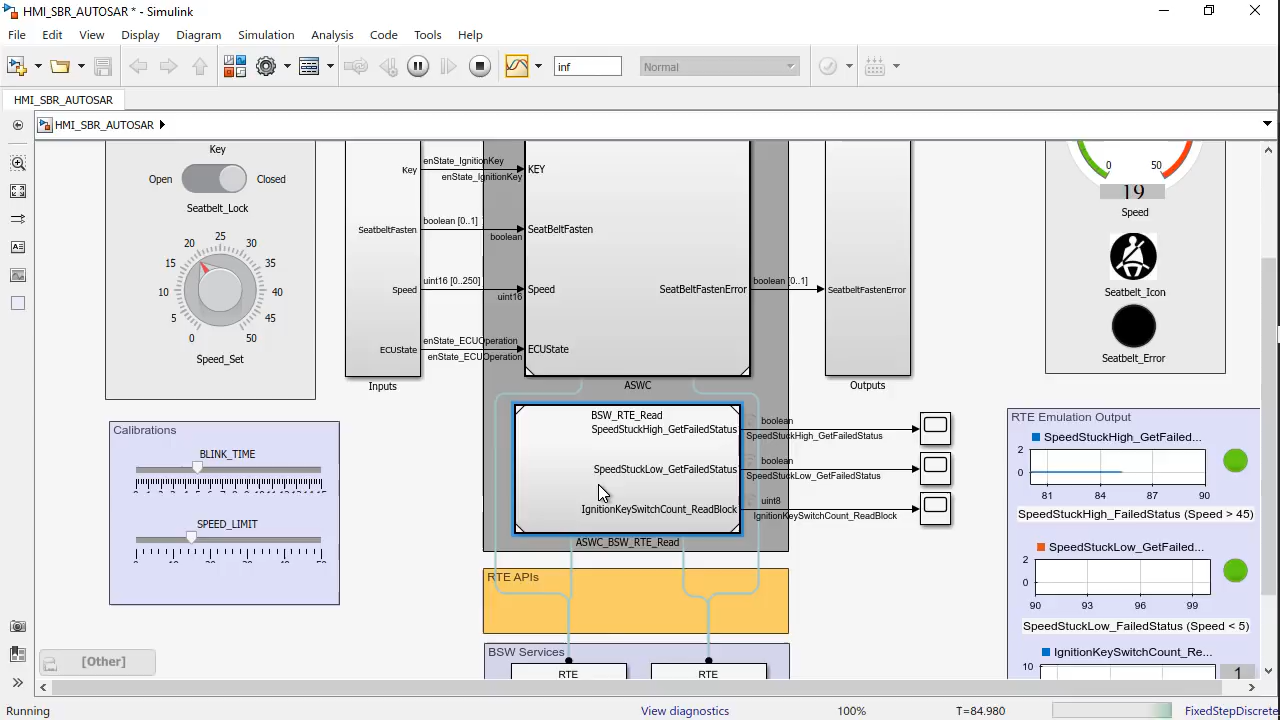 HMI_SBR_AUTOSAR * - Simulink
File Edit View Display Diagram Simulation Analysis Code Tools Help
inf
Normal
HMI_SBR_AUTOSAR
HMI_SBR_AUTOSAR
Key
Open
Closed
Seatbelt_Lock
0
5
10
15
20
25
30
35
40
45
50
Speed_Set
Key
SeatbeltFasten
Speed
ECUState
Inputs
enState_IgnitionKey
enState_IgnitionKey
boolean [0..1]
boolean
uint16 [0..250]
uint16
enState_ECUOperation
enState_ECUOperation
KEY
SeatBeltFasten
Speed
ECUState
SeatBeltFastenError
ASWC
boolean [0..1]
SeatbeltFastenError
Outputs
0
50
19
Speed
Seatbelt_Icon
Seatbelt_Error
Calibrations
BLINK_TIME
SPEED_LIMIT
0 10 20 30 40 50
BSW_RTE_Read
SpeedStuckHigh_GetFailedStatus
SpeedStuckLow_GetFailedStatus
IgnitionKeySwitchCount_ReadBlock
ASWC_BSW_RTE_Read
boolean
SpeedStuckHigh_GetFailedStatus
boolean
SpeedStuckLow_GetFailedStatus
uint8
IgnitionKeySwitchCount_ReadBlock
RTE APIs
BSW Services
RTE
RTE
RTE Emulation Output
SpeedStuckHigh_GetFailed...
2
0
81 84 87 90
SpeedStuckHigh_FailedStatus (Speed > 45)
SpeedStuckLow_GetFailed...
2
0
90 93 96 99
SpeedStuckLow_FailedStatus (Speed < 5)
IgnitionKeySwitchCount_Re...
10
1
[Other]
Running
View diagnostics
100%
T=84.980
FixedStepDiscrete